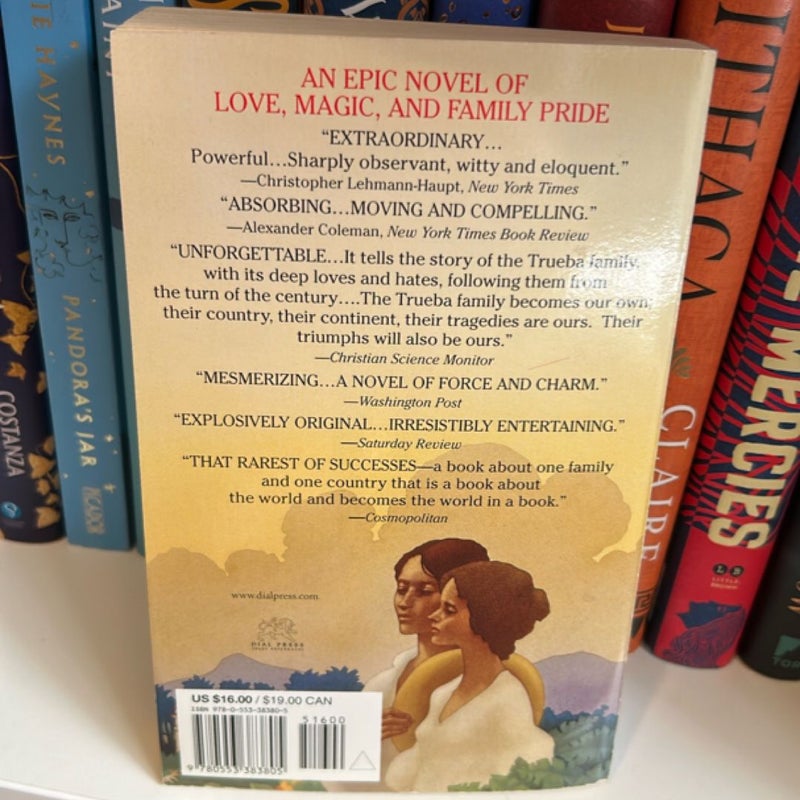 AN EPIC NOVEL OF
LOVE, MAGIC, AND FAMILY PRIDE
“EXTRAORDINARY…
Powerful…Sharply observant, witty and eloquent.”
—Christopher Lehmann-Haupt, New York Times
“ABSORBING…MOVING AND COMPELLING.”
—Alexander Coleman, New York Times Book Review
“UNFORGETTABLE…It tells the story of the Trueba family,
with its deep loves and hates, following them from
the turn of the century….The Trueba family becomes our own,
their country, their continent, their tragedies are ours. Their
triumphs will also be ours.”
—Christian Science Monitor
“MESMERIZING…A NOVEL OF FORCE AND CHARM.”
—Washington Post
“EXPLOSIVELY ORIGINAL…IRRESISTIBLY ENTERTAINING.”
—Saturday Review
“THAT RAREST OF SUCCESSES—a book about one family
and one country that is a book about
the world and becomes the world in a book.”
—Cosmopolitan
www.dialpress.com
DIAL PRESS
US $16.00 / $19.00 CAN
ISBN 978-0-553-38380-5
51600
9 780553 383805
COSTANZA
HAYNES
PANDORA'S JAR
PICADOR
ITHACA
CLAIRE
MERCIES
L B
LITTLE, BROWN
TOR